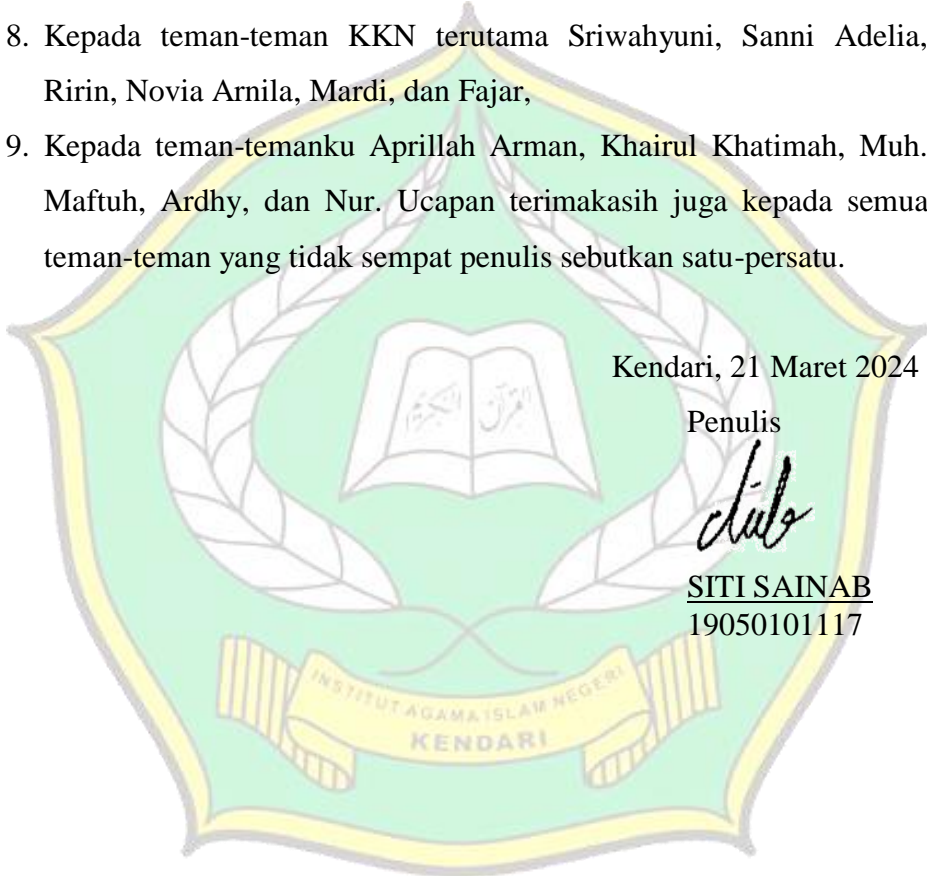 8. Kepada teman-teman KKN terutama Sriwahyuni, Sanni Adelia,
Ririn, Novia Arnila, Mardi, dan Fajar,
9. Kepada teman-temanku Aprillah Arman, Khairul Khatimah, Muh.
Maftuh, Ardhy, dan Nur. Ucapan terimakasih juga kepada semua
teman-teman yang tidak sempat penulis sebutkan satu-persatu.
Kendari, 21 Maret 2024
Penulis
SITI SAINAB
19050101117
القرآن الكريم
INSTITUT AGAMA ISLAM NEGERI
KENDARI